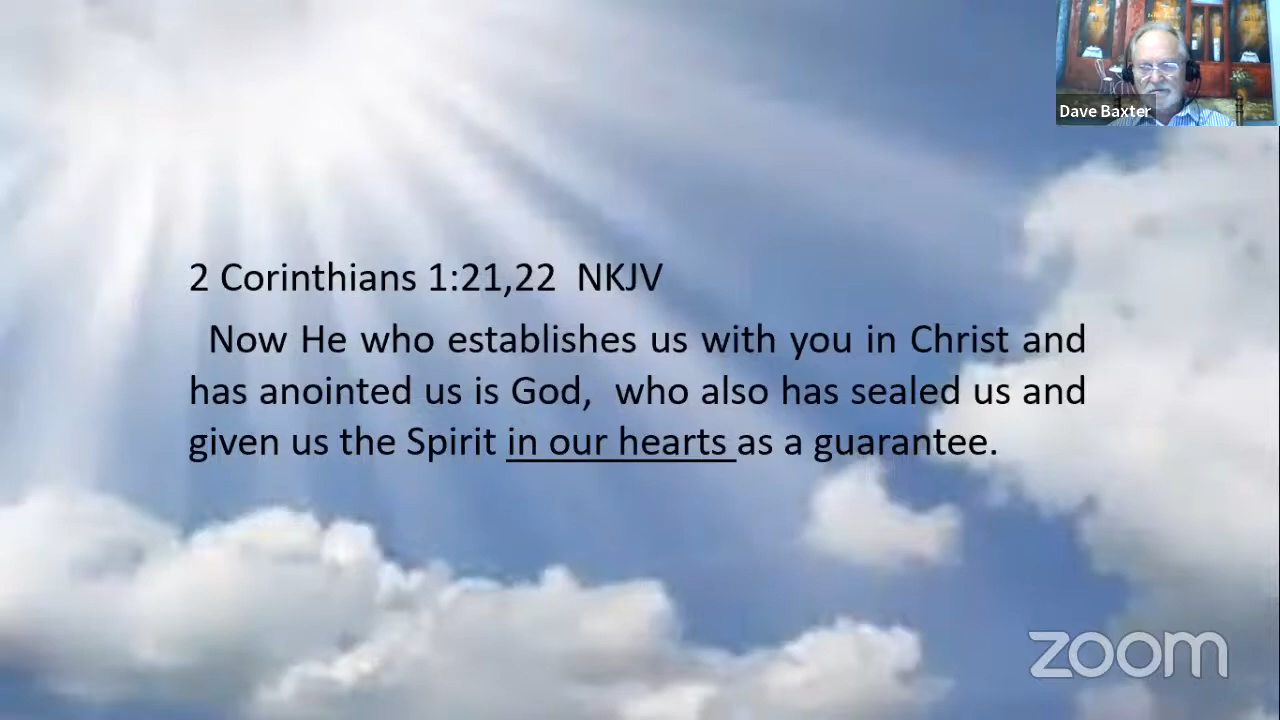 Dave Baxter
2 Corinthians 1:21,22  NKJV
Now He who establishes us with you in Christ and
has anointed us is God,  who also has sealed us and
given us the Spirit in our hearts as a guarantee.
zoom